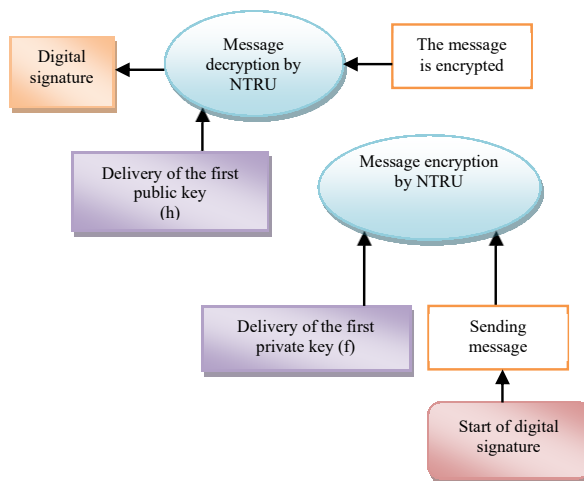 Digital
signature
Message
decryption by
NTRU
The message
is encrypted
Delivery of the first
public key
(h)
Message encryption
by NTRU
Delivery of the first
private key (f)
Sending
message
Start of digital
signature